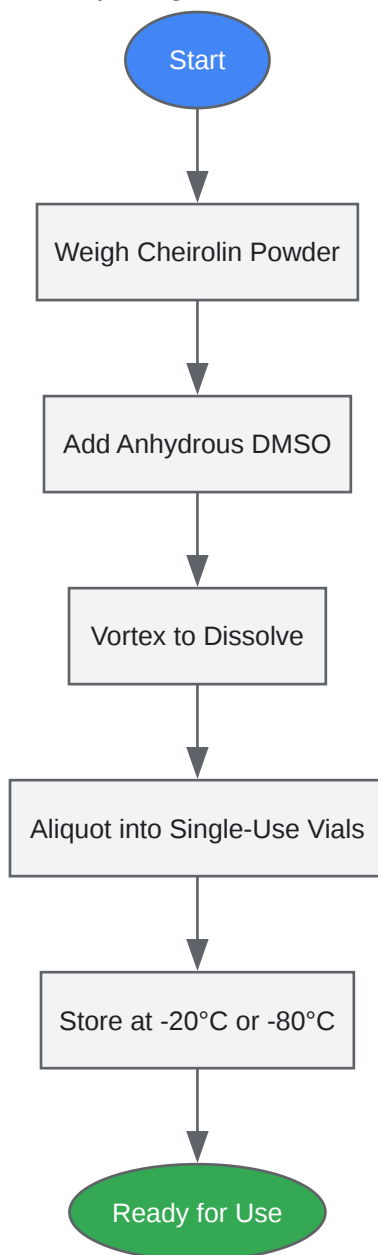 Start
Weigh Cheirolin Powder
Add Anhydrous DMSO
Vortex to Dissolve
Aliquot into Single-Use Vials
Store at -20°C or -80°C
Ready for Use